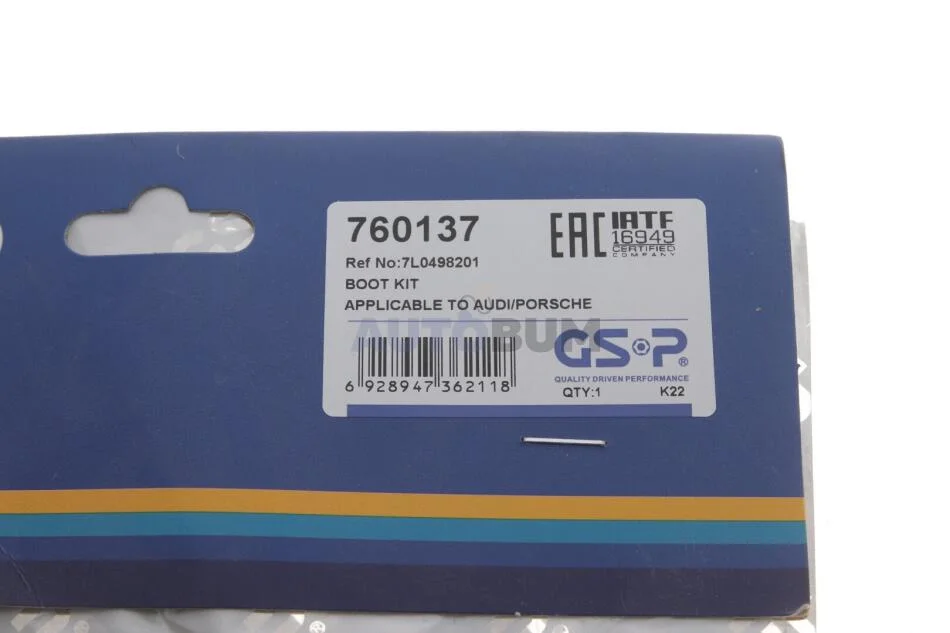 760137
EAC
IATF
16949
CERTIFIED
COMPANY
Ref No:7L0498201
BOOT KIT
APPLICABLE TO AUDI/PORSCHE
AUTOBUM
6 928947 362118
GSP®
QUALITY DRIVEN PERFORMANCE
QTY:1 K22